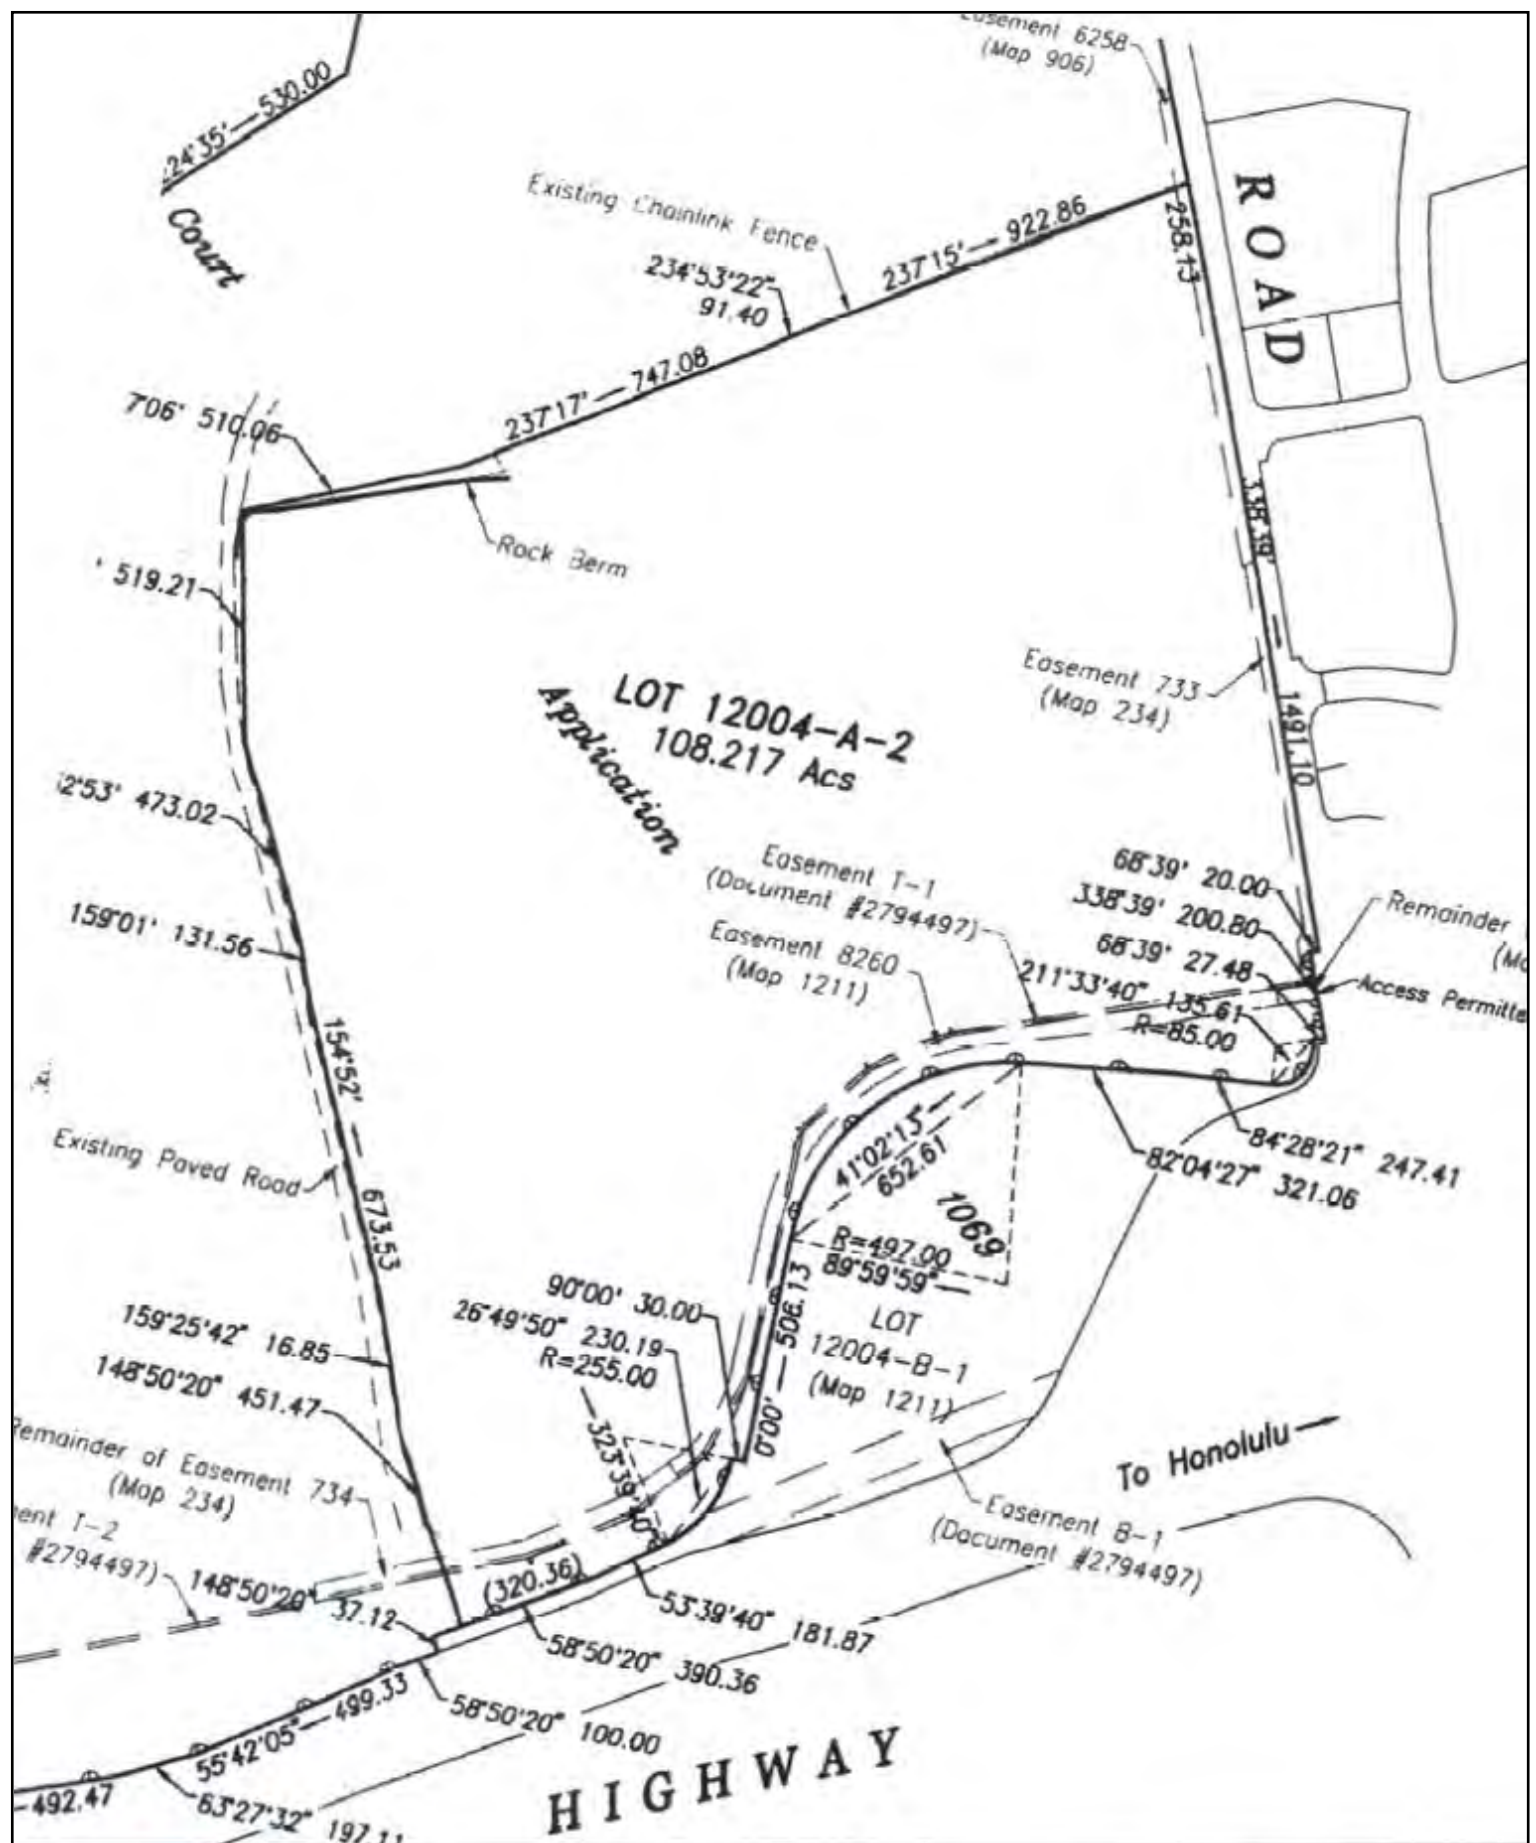 Easement 6258
(Map 906)
24°35' 530.00
Court
ROAD
Existing Chainlink Fence
237°15' 922.86
258.13
234°53'22"
91.40
237°17' 747.08
7°06' 510.06
Rock Berm
338°39'
' 519.21
Easement 733
(Map 234)
1491.10
LOT 12004-A-2
108.217 Acs
Application
2°53' 473.02
Easement T-1
(Document #2794497)
68°39' 20.00
338°39' 200.80
Remainder
159°01' 131.56
Easement 8260
(Map 1211)
68°39' 27.48
211°33'40" 135.61
R=85.00
Access Permitte
154°52'
673.53
Existing Paved Road
41°02'13"
652.61
84°28'21" 247.41
82°04'27" 321.06
1069
R=497.00
89°59'59"
90°00' 30.00
26°49'50" 230.19
R=255.00
0°00' 506.13
LOT
12004-B-1
(Map 1211)
159°25'42" 16.85
148°50'20" 451.47
323°39'40"
To Honolulu
Remainder of Easement 734
(Map 234)
Easement B-1
(Document #2794497)
ent T-2
#2794497)
148°50'20"
37.12
(320.36)
53°39'40" 181.87
58°50'20" 390.36
58°50'20" 100.00
55°42'05" 499.33
492.47
63°27'32" 197.11
HIGHWAY